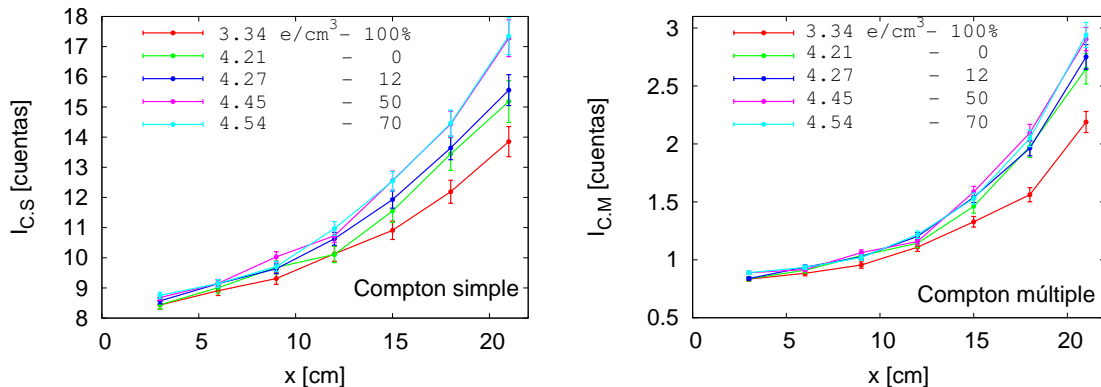 3.34 e/cm3- 100%
4.21 - 0
4.27 - 12
4.45 - 50
4.54 - 70
18
17
16
15
14
13
12
11
10
9
8
I C.S [cuentas]
Compton simple
0 5 10 15 20
x [cm]
3.34 e/cm3- 100%
4.21 - 0
4.27 - 12
4.45 - 50
4.54 - 70
3
2.5
2
1.5
1
0.5
I C.M [cuentas]
Compton múltiple
0 5 10 15 20
x [cm]